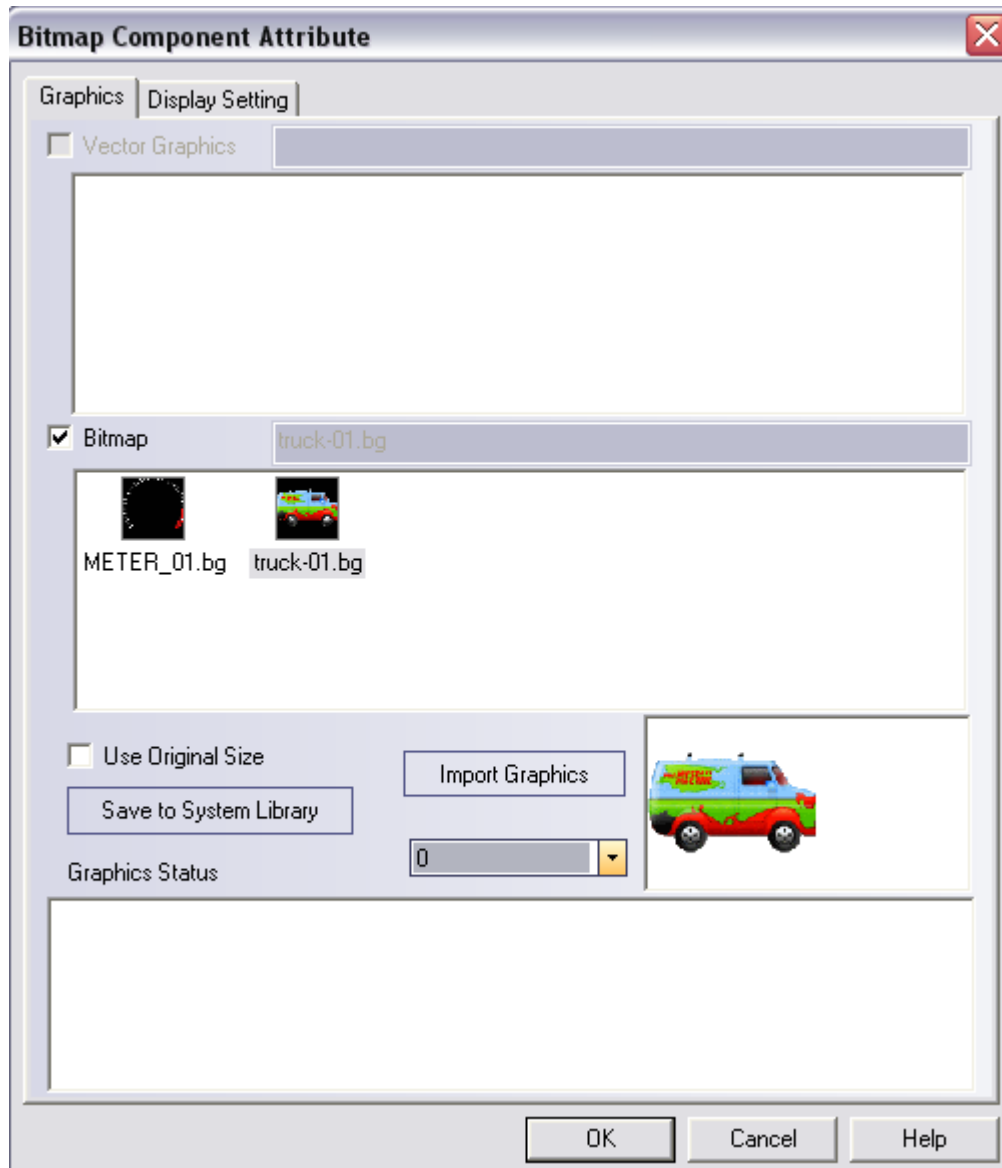 Bitmap Component Attribute
Graphics
Display Setting
Vector Graphics
Bitmap
truck-01.bg
METER_01.bg
truck-01.bg
Use Original Size
Import Graphics
Save to System Library
0
Graphics Status
OK
Cancel
Help